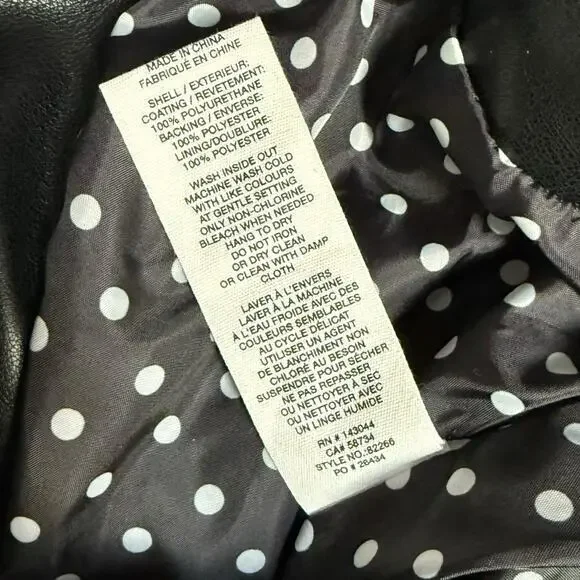 MADE IN CHINA
FABRIQUÉ EN CHINE
SHELL / EXTERIEUR:
COATING / REVETEMENT:
100% POLYURETHANE
BACKING / ENVERSE:
100% POLYESTER
LINING/DOUBLURE:
100% POLYESTER
WASH INSIDE OUT
MACHINE WASH COLD
WITH LIKE COLOURS
AT GENTLE SETTING
ONLY NON-CHLORINE
BLEACH WHEN NEEDED
HANG TO DRY
DO NOT IRON
OR DRY CLEAN
OR CLEAN WITH DAMP
CLOTH
LAVER À L'ENVERS
LAVER À LA MACHINE
À L'EAU FROIDE AVEC DES
COULEURS SEMBLABLES
AU CYCLE DÉLICAT
UTILISER UN AGENT
DE BLANCHIMENT NON
CHLORÉ AU BESOIN
SUSPENDRE POUR SÉCHER
NE PAS REPASSER
OU NETTOYER À SEC
OU NETTOYER AVEC
UN LINGE HUMIDE
RN # 143044
CA# 58734
STYLE NO.:82266
PO # 28434